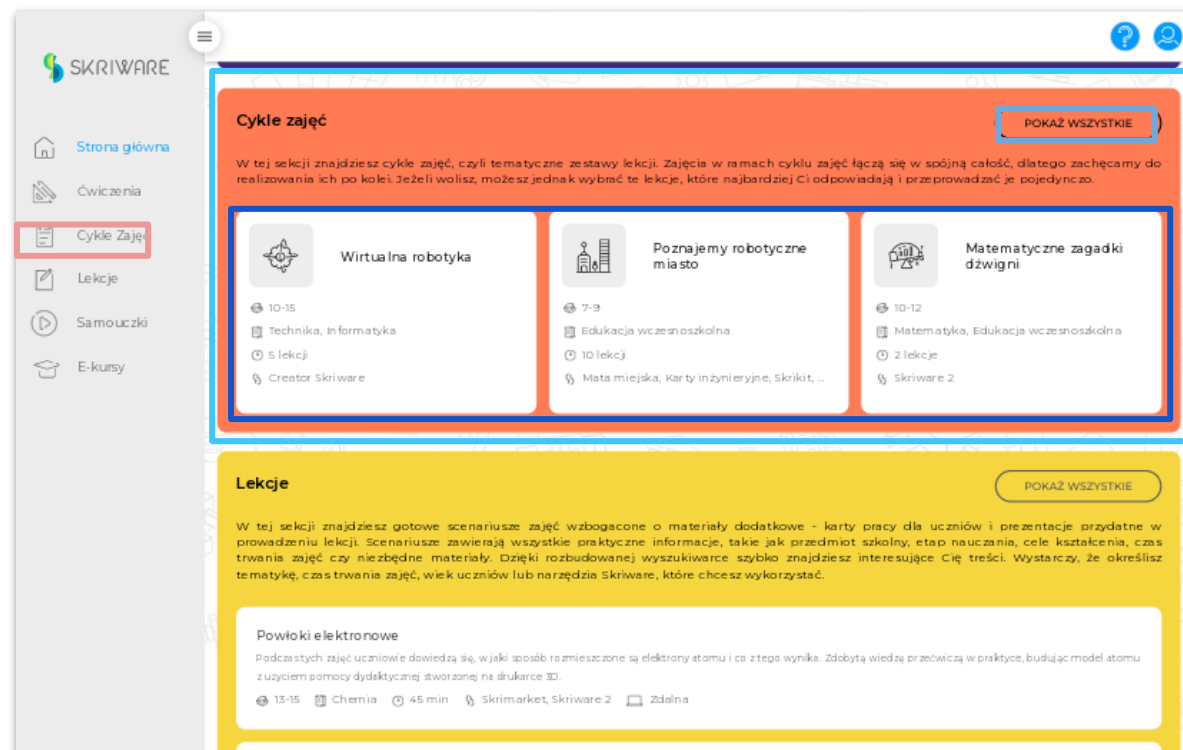 SKRIWARE
Strona główna
Ćwiczenia
Cykle Zajęć
Lekcje
Samouczki
E-kursy
Cykle zajęć
POKAŻ WSZYSTKIE
W tej sekcji znajdziesz cykle zajęć, czyli tematyczne zestawy lekcji. Zajęcia w ramach cyklu zajęć łączą się w spójną całość, dlatego zachęcamy do
realizowania ich po kolei. Jeżeli wolisz, możesz jednak wybrać te lekcje, które najbardziej Ci odpowiadają i przeprowadzać je pojedynczo.
Wirtualna robotyka
10-15
Technika, Informatyka
5 lekcji
Creator Skriware
Poznajemy robotyczne
miasto
7-9
Edukacja wczesnoszkolna
10 lekcji
Mata miejska, Karty inżynieryjne, Skrikit, ...
Matematyczne zagadki
dźwigni
10-12
Matematyka, Edukacja wczesnoszkolna
2 lekcje
Skriware 2
Lekcje
POKAŻ WSZYSTKIE
W tej sekcji znajdziesz gotowe scenariusze zajęć wzbogacone o materiały dodatkowe - karty pracy dla uczniów i prezentacje przydatne w
prowadzeniu lekcji. Scenariusze zawierają wszystkie praktyczne informacje, takie jak przedmiot szkolny, etap nauczania, cele kształcenia, czas
trwania zajęć czy niezbędne materiały. Dzięki rozbudowanej wyszukiwarce szybko znajdziesz interesujące Cię treści. Wystarczy, że określisz
tematykę, czas trwania zajęć, wiek uczniów lub narzędzia Skriware, które chcesz wykorzystać.
Powłoki elektronowe
Podczas tych zajęć uczniowie dowiedzą się, w jaki sposób rozmieszczone są elektrony atomu i co z tego wynika. Zdobytą wiedzę przećwiczą w praktyce, budując model atomu
z użyciem pomocy dydaktycznej stworzonej na drukarce 3D.
13-15 Chemia 45 min Skrimarket, Skriware 2 Zdalna